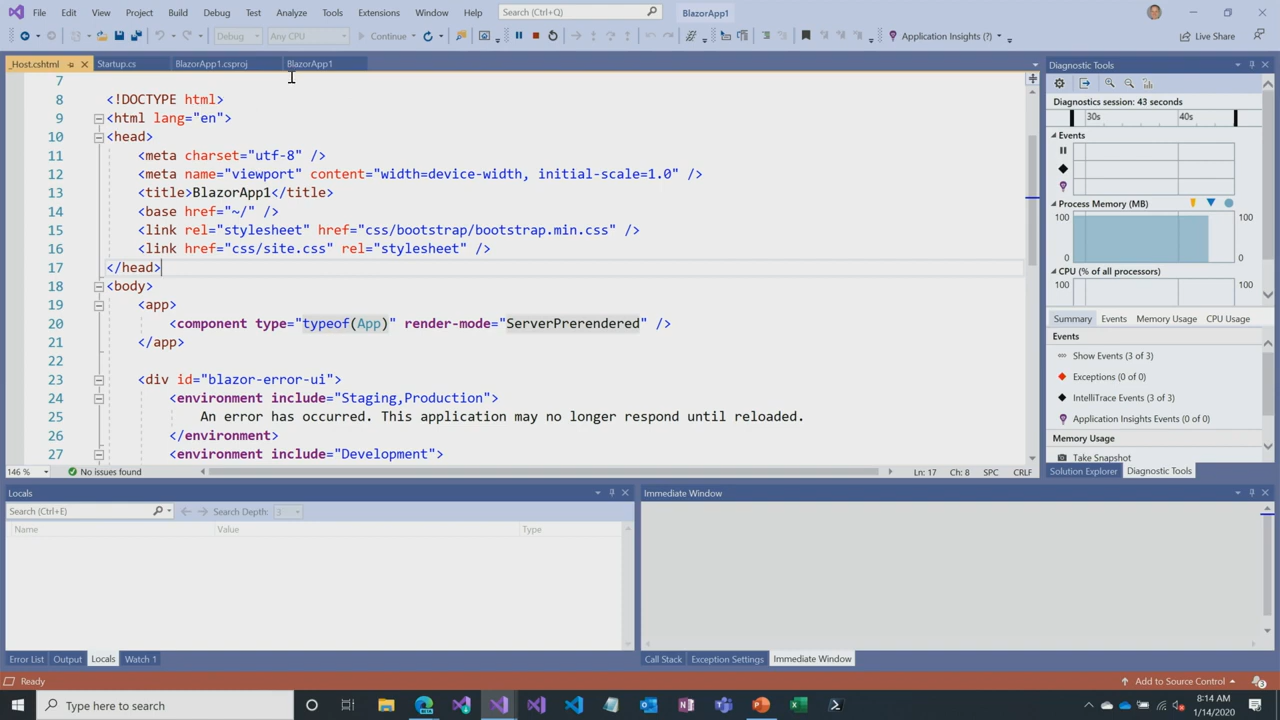 File Edit View Project Build Debug Test Analyze Tools Extensions Window Help Search (Ctrl+Q) BlazorApp1
Debug Any CPU Continue Application Insights (?) Live Share
_Host.cshtml Startup.cs BlazorApp1.csproj BlazorApp1
7
8 <!DOCTYPE html>
9 <html lang="en">
10 <head>
11 <meta charset="utf-8" />
12 <meta name="viewport" content="width=device-width, initial-scale=1.0" />
13 <title>BlazorApp1</title>
14 <base href="~/" />
15 <link rel="stylesheet" href="css/bootstrap/bootstrap.min.css" />
16 <link href="css/site.css" rel="stylesheet" />
17 </head>
18 <body>
19 <app>
20 <component type="typeof(App)" render-mode="ServerPrerendered" />
21 </app>
22
23 <div id="blazor-error-ui">
24 <environment include="Staging,Production">
25 An error has occurred. This application may no longer respond until reloaded.
26 </environment>
27 <environment include="Development">
146 % No issues found Ln: 17 Ch: 8 SPC CRLF
Diagnostic Tools
Diagnostics session: 43 seconds
30s 40s
Events
Process Memory (MB)
100 100
0 0
CPU (% of all processors)
100 100
Summary Events Memory Usage CPU Usage
Events
Show Events (3 of 3)
Exceptions (0 of 0)
IntelliTrace Events (3 of 3)
Application Insights Events (0 of 0)
Memory Usage
Take Snapshot
Solution Explorer Diagnostic Tools
Locals
Search (Ctrl+E) Search Depth: 3
Name Value Type
Error List Output Locals Watch 1
Immediate Window
Call Stack Exception Settings Immediate Window
Ready Add to Source Control 3
Type here to search
8:14 AM
1/14/2020